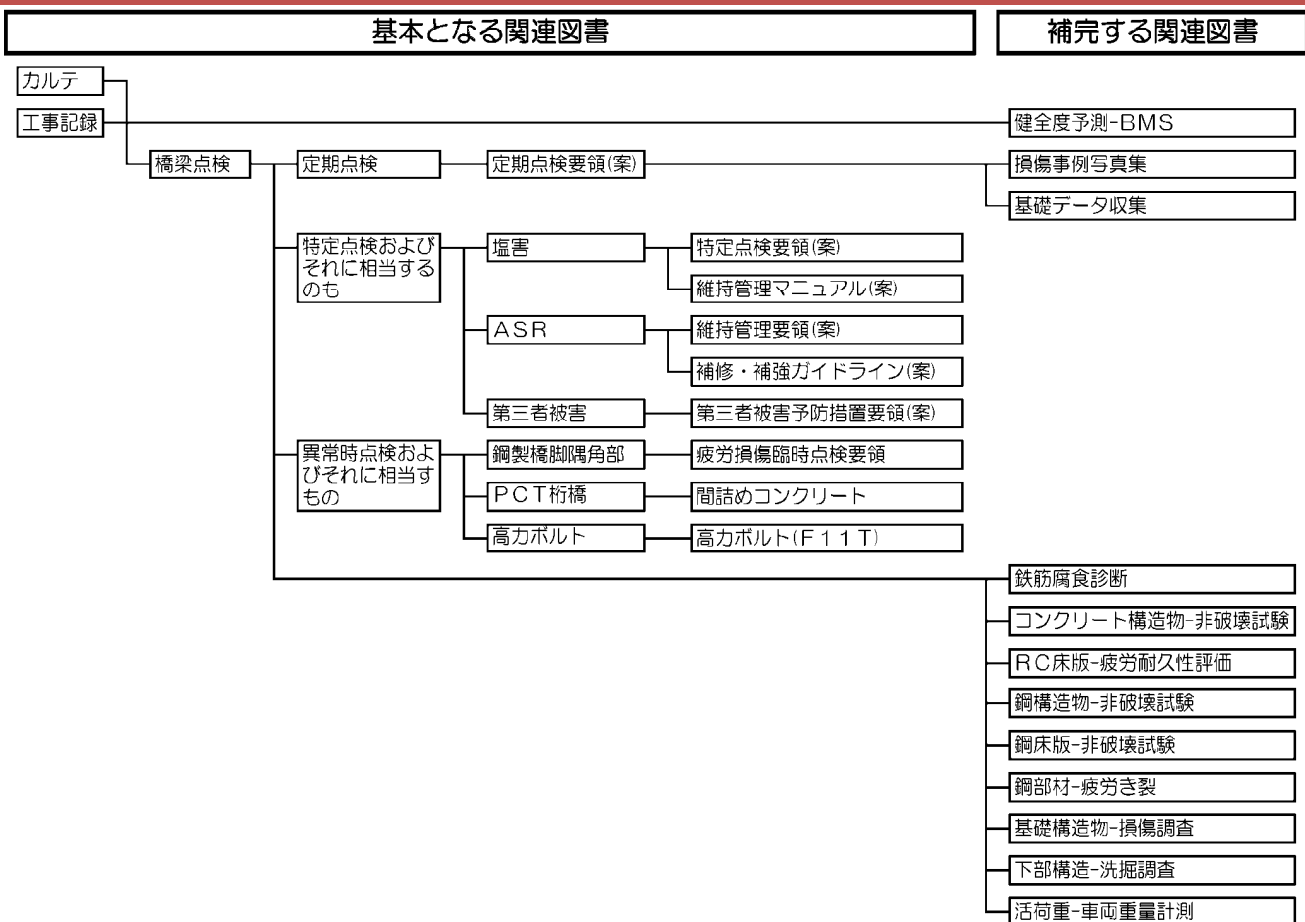 基本となる関連図書
補完する関連図書
カルテ
工事記録
健全度予測-BMS
橋梁点検
定期点検
定期点検要領(案)
損傷事例写真集
基礎データ収集
特定点検および
それに相当する
のも
塩害
特定点検要領(案)
維持管理マニュアル(案)
ASR
維持管理要領(案)
補修・補強ガイドライン(案)
第三者被害
第三者被害予防措置要領(案)
異常時点検およ
びそれに相当す
もの
鋼製橋脚隅角部
疲労損傷臨時点検要領
PCT桁橋
間詰めコンクリート
高力ボルト
高力ボルト(F11T)
鉄筋腐食診断
コンクリート構造物-非破壊試験
RC床版-疲労耐久性評価
鋼構造物-非破壊試験
鋼床版-非破壊試験
鋼部材-疲労き裂
基礎構造物-損傷調査
下部構造-洗掘調査
活荷重-車両重量計測